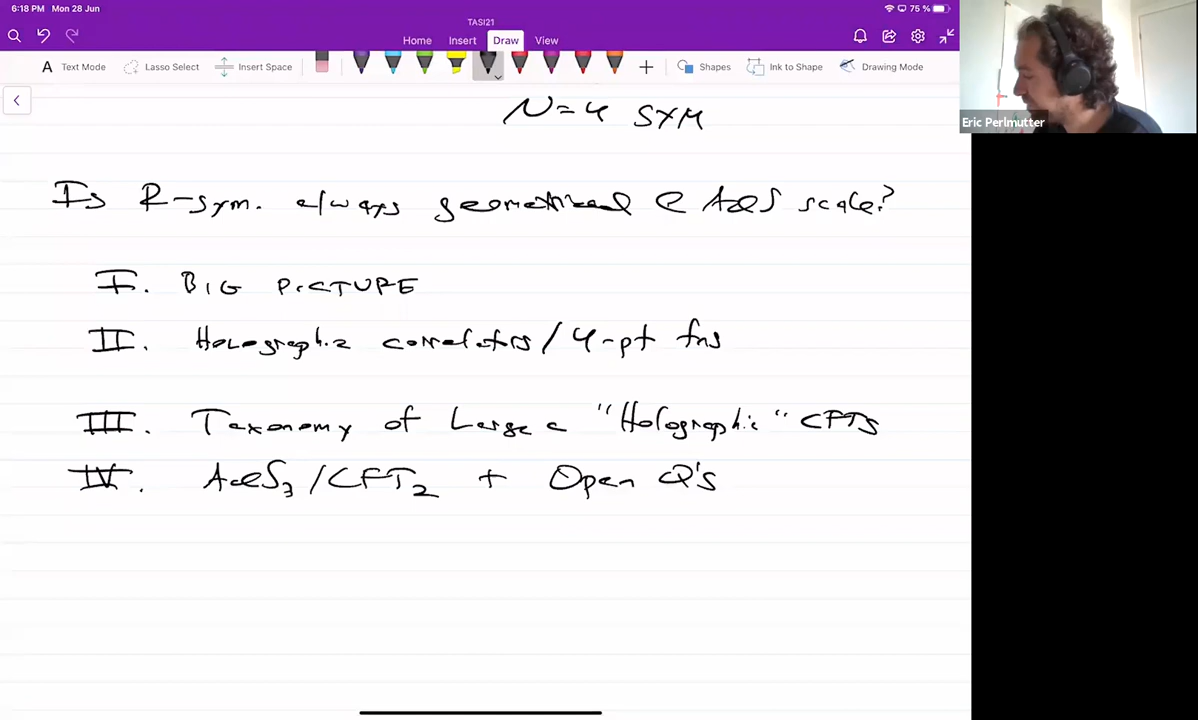 6:18 PM Mon 28 Jun
75 %
TASI21
Home Insert Draw View
Text Mode Lasso Select Insert Space Shapes Ink to Shape Drawing Mode
Eric Perlmutter
N=4 SYM
Is R-sym. always geometrized @ AdS scale?
I. BIG PICTURE
II. Holographic correlators / 4-pt fns
III. Taxonomy of Large c "Holographic" CFTs
IV. AdS₃/CFT₂ + Open Q's